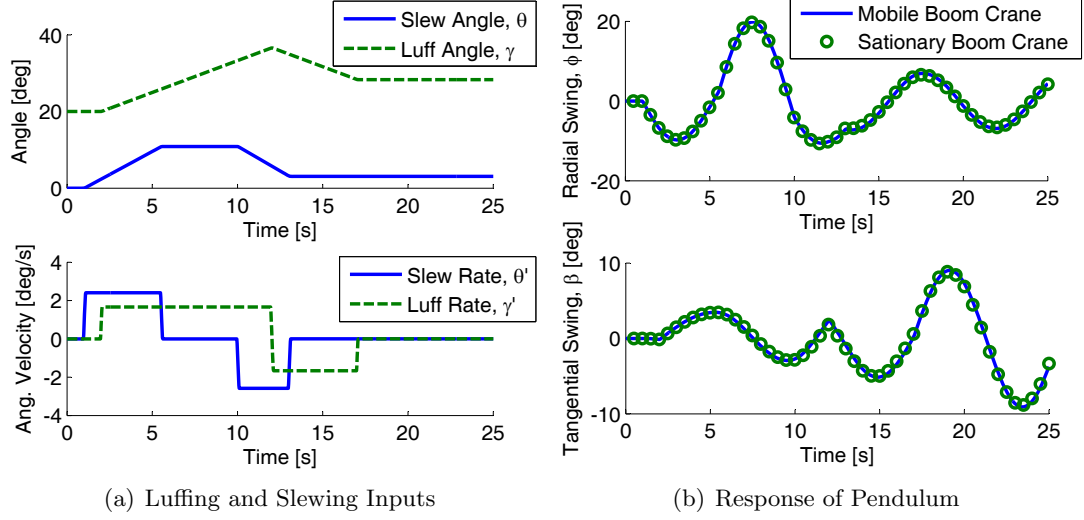 Slew Angle, θ
Luff Angle, γ
Angle [deg]
40
20
0
0 5 10 15 20 25
Time [s]
Slew Rate, θ'
Luff Rate, γ'
Ang. Velocity [deg/s]
4
2
0
-2
-4
0 5 10 15 20 25
Time [s]
(a) Luffing and Slewing Inputs
Mobile Boom Crane
Sationary Boom Crane
Radial Swing, ϕ [deg]
20
0
-20
0 5 10 15 20 25
Time [s]
Tangential Swing, β [deg]
10
0
-10
0 5 10 15 20 25
Time [s]
(b) Response of Pendulum